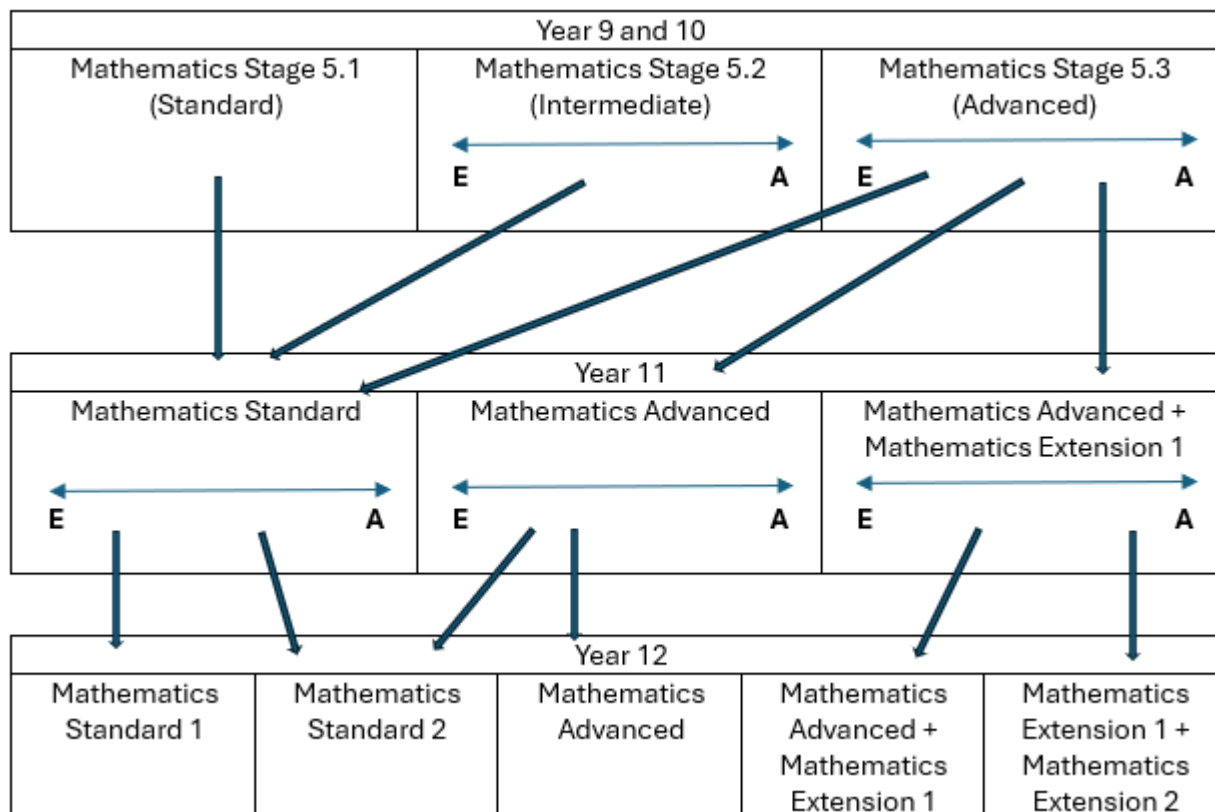 Year 9 and 10
Mathematics Stage 5.1
(Standard)
Mathematics Stage 5.2
(Intermediate)
Mathematics Stage 5.3
(Advanced)
E
A
E
A
Year 11
Mathematics Standard
Mathematics Advanced
Mathematics Advanced +
Mathematics Extension 1
E
A
E
A
E
A
Year 12
Mathematics
Standard 1
Mathematics
Standard 2
Mathematics
Advanced
Mathematics
Advanced +
Mathematics
Extension 1
Mathematics
Extension 1 +
Mathematics
Extension 2